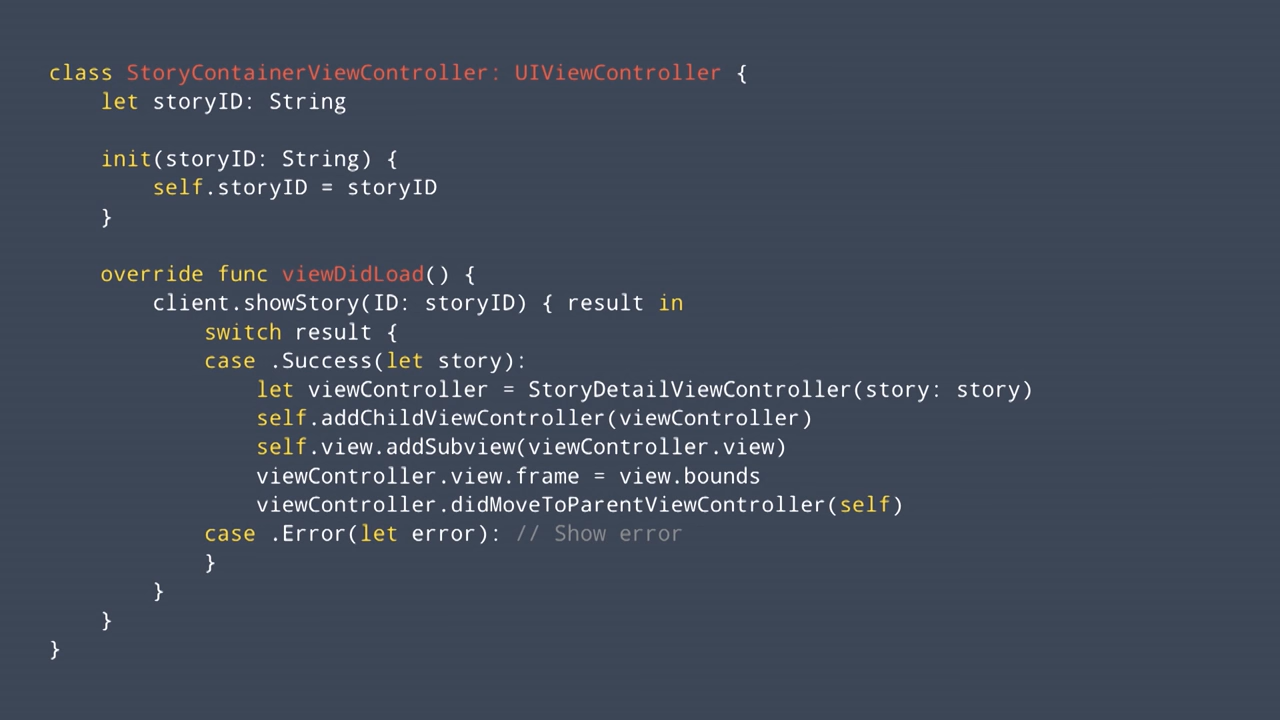 class StoryContainerViewController: UIViewController {
    let storyID: String

    init(storyID: String) {
        self.storyID = storyID
    }

    override func viewDidLoad() {
        client.showStory(ID: storyID) { result in
            switch result {
            case .Success(let story):
                let viewController = StoryDetailViewController(story: story)
                self.addChildViewController(viewController)
                self.view.addSubview(viewController.view)
                viewController.view.frame = view.bounds
                viewController.didMoveToParentViewController(self)
            case .Error(let error): // Show error
            }
        }
    }
}